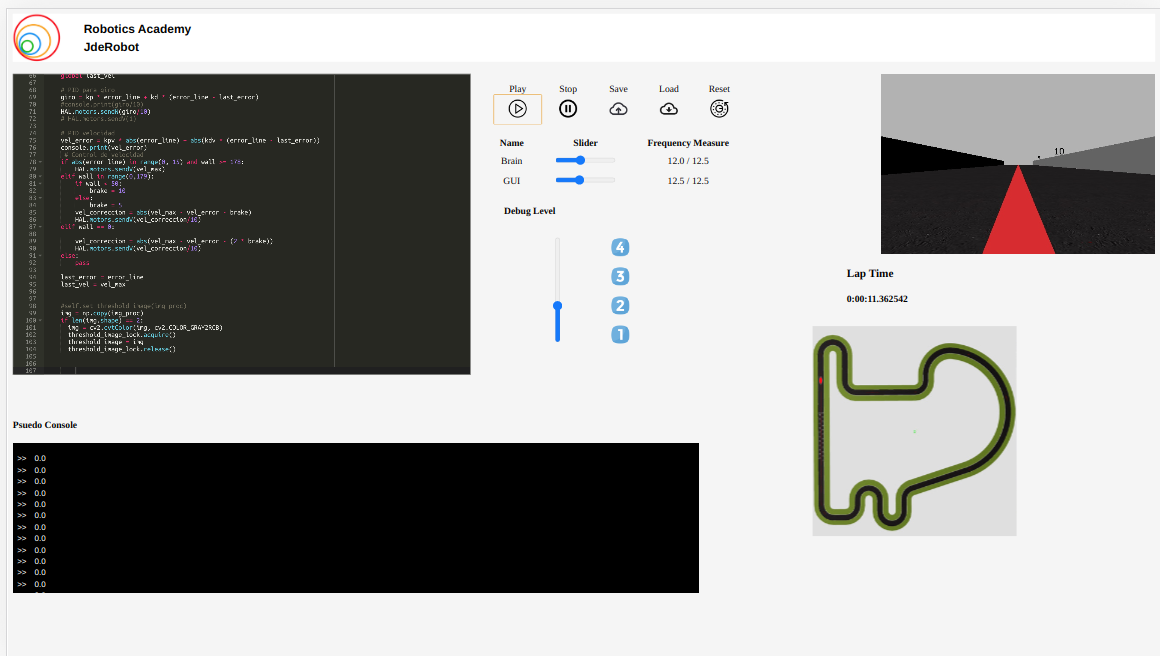 Robotics Academy
JdeRobot
66 global last_vel
67
68 # PID para giro
69 giro = kp * error_line + kd * (error_line - last_error)
70 #console.print(giro/10)
71 HAL.motors.sendW(giro/10)
72 # HAL.motors.sendV(1)
73
74 # PID velocidad
75 vel_error = kpv * abs(error_line) - abs(kdv * (error_line - last_error))
76 console.print(vel_error)
77 # Control de velocidad
78 if abs(error_line) in range(0, 15) and wall >= 178:
79 HAL.motors.sendV(vel_max)
80 elif wall in range(0,179):
81 if wall < 50:
82 brake = 10
83 else:
84 brake = 5
85 vel_correccion = abs(vel_max - vel_error - brake)
86 HAL.motors.sendV(vel_correccion/10)
87 elif wall == 0:
88
89 vel_correccion = abs(vel_max - vel_error - (2 * brake))
90 HAL.motors.sendV(vel_correccion/10)
91 else:
92 pass
93
94 last_error = error_line
95 last_vel = vel_max
96
97
98 #self.set_threshold_image(img_proc)
99 img = np.copy(img_proc)
100 if len(img.shape) == 2:
101 img = cv2.cvtColor(img, cv2.COLOR_GRAY2RGB)
102 threshold_image_lock.acquire()
103 threshold_image = img
104 threshold_image_lock.release()
105
106
107
Play Stop Save Load Reset
Name Slider Frequency Measure
Brain 12.0 / 12.5
GUI 12.5 / 12.5
Debug Level
4
3
2
1
10
Lap Time
0:00:11.362542
Psuedo Console
>> 0.0
>> 0.0
>> 0.0
>> 0.0
>> 0.0
>> 0.0
>> 0.0
>> 0.0
>> 0.0
>> 0.0
>> 0.0
>> 0.0